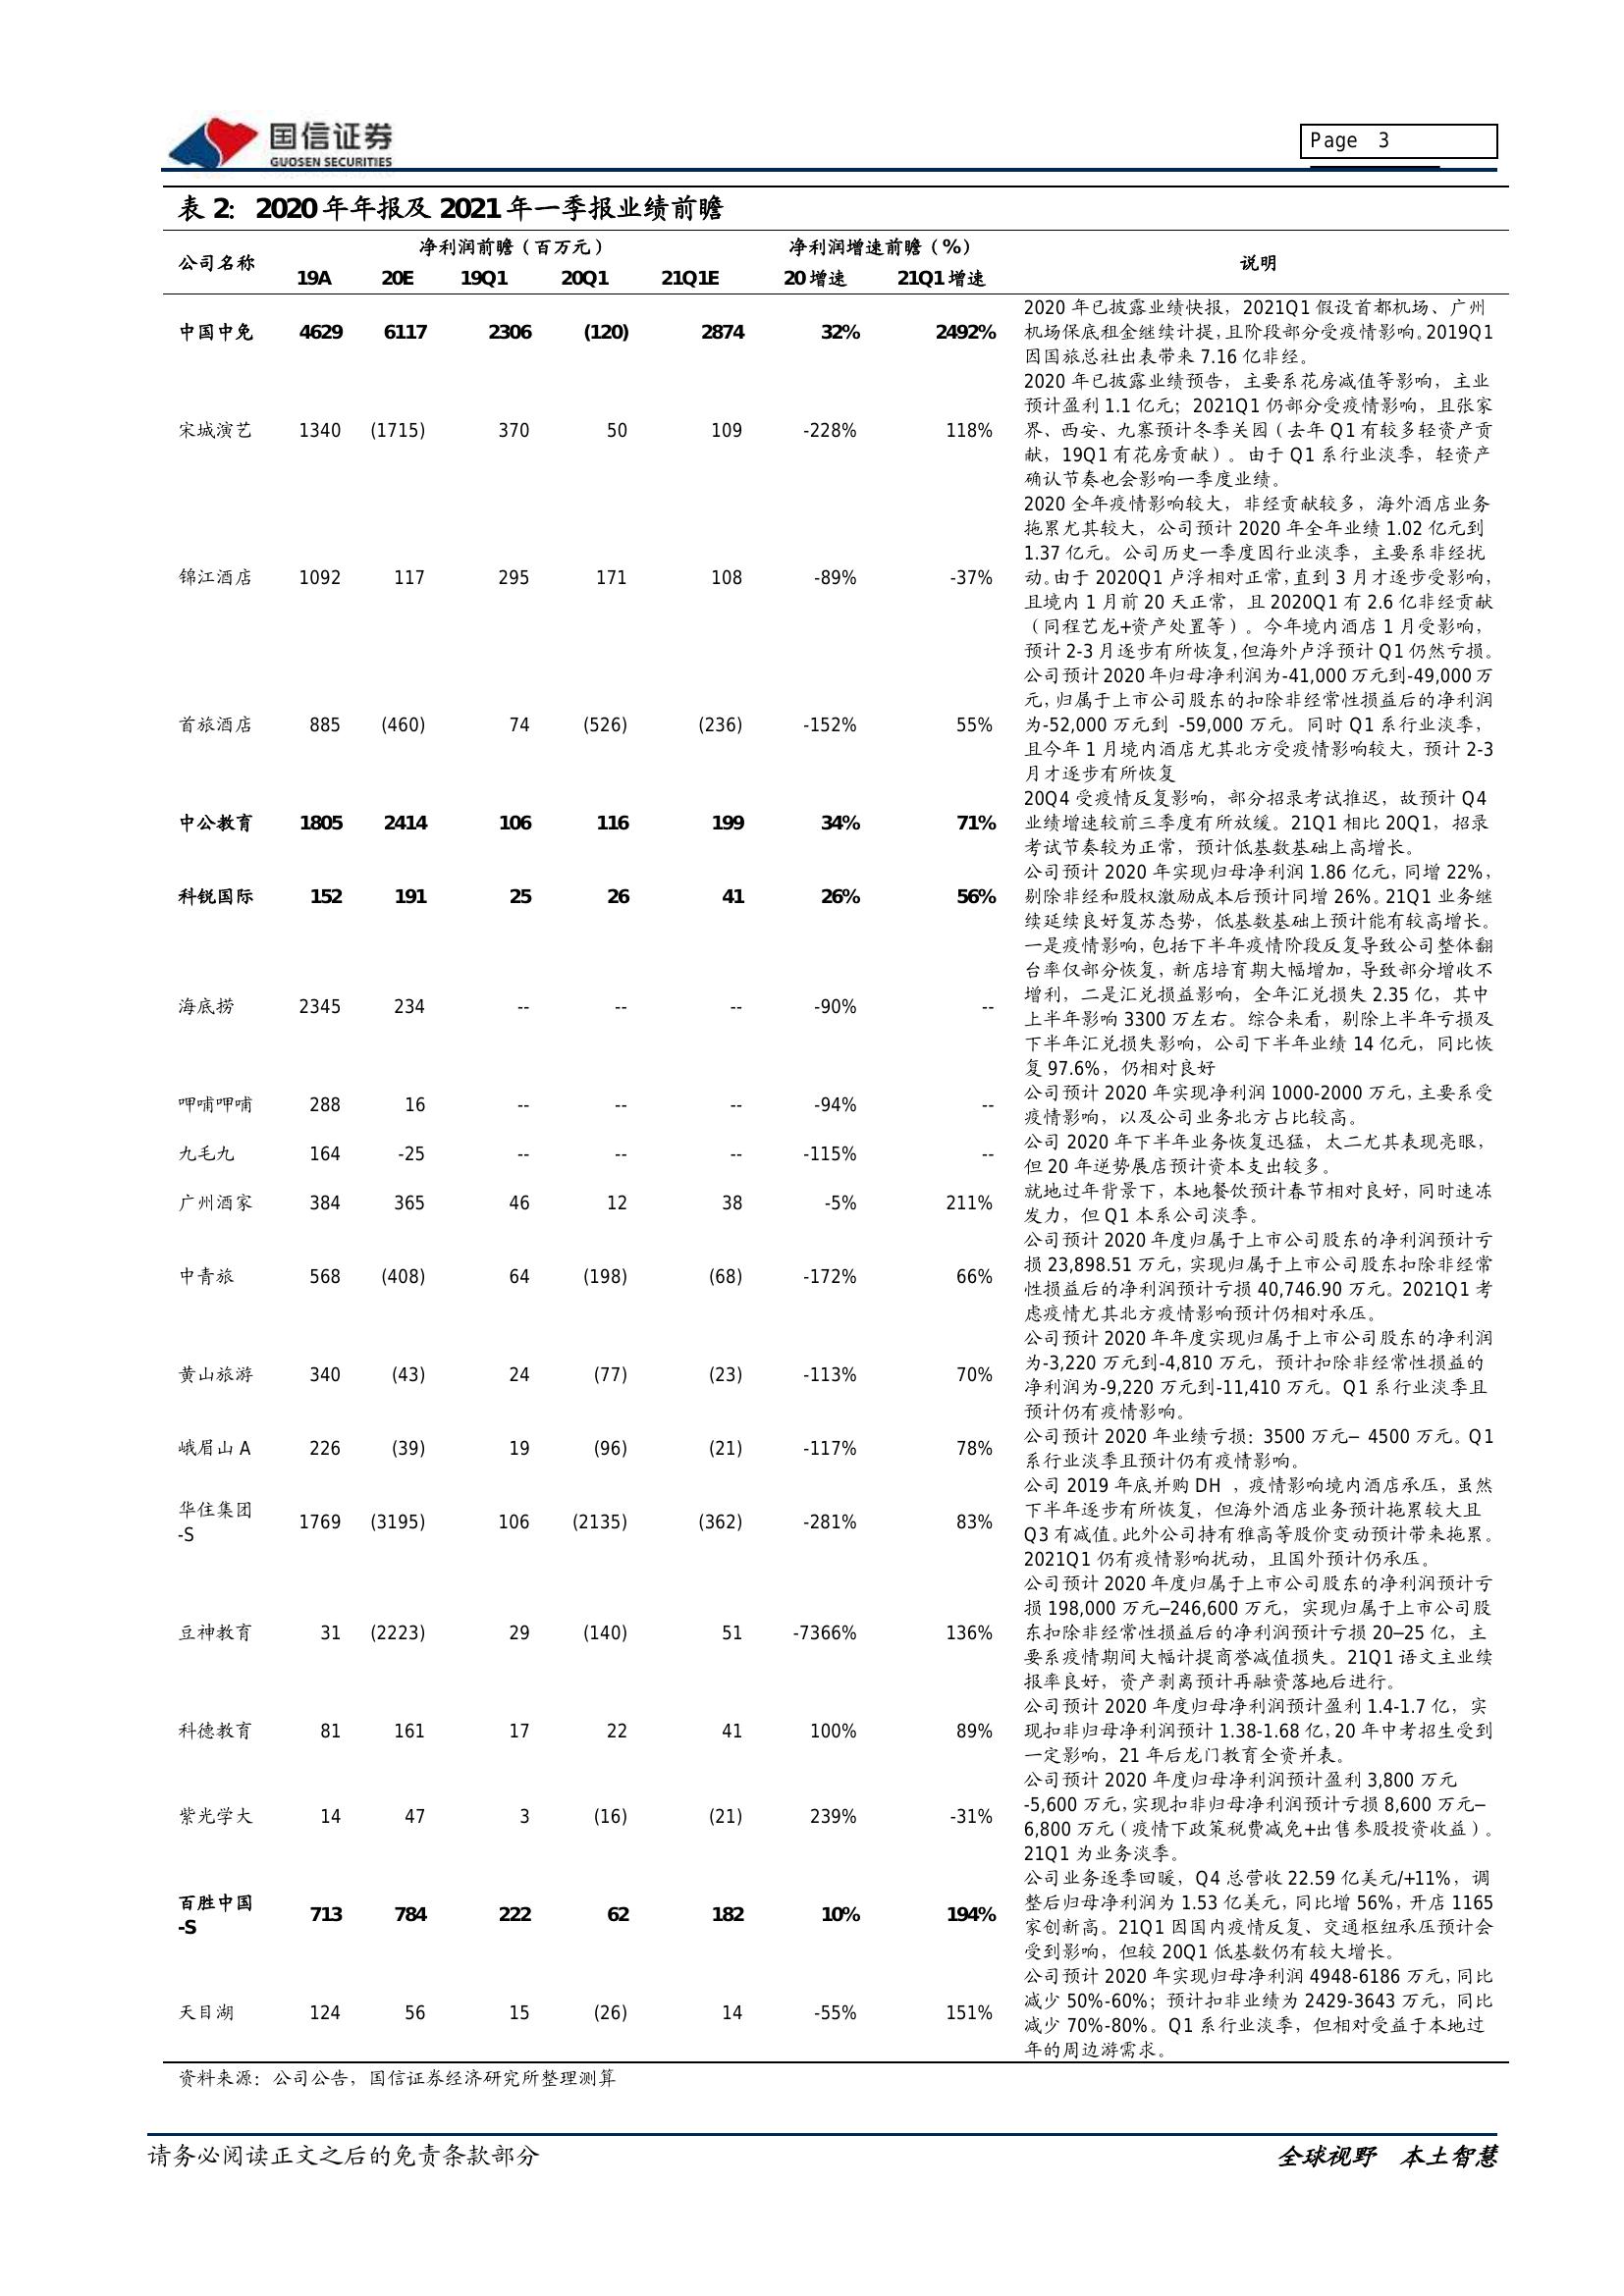 国信证券
GUOSEN SECURITIES
Page 3
表 2: 2020 年年报及 2021 年一季报业绩前瞻
公司名称 净利润前瞻（百万元） 净利润增速前瞻（%） 说明
19A 20E 19Q1 20Q1 21Q1E 20 增速 21Q1 增速
中国中免 4629 6117 2306 (120) 2874 32% 2492%
2020 年已披露业绩快报，2021Q1 假设首都机场、广州
机场保底租金继续计提，且阶段部分受疫情影响。2019Q1
因国旅总社出表带来 7.16 亿非经。
宋城演艺 1340 (1715) 370 50 109 -228% 118%
2020 年已披露业绩预告，主要系花房减值等影响，主业
预计盈利 1.1 亿元；2021Q1 仍部分受疫情影响，且张家
界、西安、九寨预计冬季关园（去年 Q1 有较多轻资产贡
献，19Q1 有花房贡献）。由于 Q1 系行业淡季，轻资产
确认节奏也会影响一季度业绩。
锦江酒店 1092 117 295 171 108 -89% -37%
2020 全年疫情影响较大，非经贡献较多，海外酒店业务
拖累尤其较大，公司预计 2020 年全年业绩 1.02 亿元到
1.37 亿元。公司历史一季度因行业淡季，主要系非经扰
动。由于 2020Q1 卢浮相对正常，直到 3 月才逐步受影响，
且境内 1 月前 20 天正常，且 2020Q1 有 2.6 亿非经贡献
（同程艺龙+资产处置等）。今年境内酒店 1 月受影响，
预计 2-3 月逐步有所恢复，但海外卢浮预计 Q1 仍然亏损。
首旅酒店 885 (460) 74 (526) (236) -152% 55%
公司预计 2020 年归母净利润为-41,000 万元到-49,000 万
元，归属于上市公司股东的扣除非经常性损益后的净利润
为-52,000 万元到 -59,000 万元。同时 Q1 系行业淡季，
且今年 1 月境内酒店尤其北方受疫情影响较大，预计 2-3
月才逐步有所恢复
中公教育 1805 2414 106 116 199 34% 71%
20Q4 受疫情反复影响，部分招录考试推迟，故预计 Q4
业绩增速较前三季度有所放缓。21Q1 相比 20Q1，招录
考试节奏较为正常，预计低基数基础上高增长。
科锐国际 152 191 25 26 41 26% 56%
公司预计 2020 年实现归母净利润 1.86 亿元，同增 22%，
剔除非经和股权激励成本后预计同增 26%。21Q1 业务继
续延续良好复苏态势，低基数基础上预计能有较高增长。
海底捞 2345 234 -- -- -- -90% --
一是疫情影响，包括下半年疫情阶段反复导致公司整体翻
台率仅部分恢复，新店培育期大幅增加，导致部分增收不
增利，二是汇兑损益影响，全年汇兑损失 2.35 亿，其中
上半年影响 3300 万左右。综合来看，剔除上半年亏损及
下半年汇兑损失影响，公司下半年业绩 14 亿元，同比恢
复 97.6%，仍相对良好
呷哺呷哺 288 16 -- -- -- -94% --
公司预计 2020 年实现净利润 1000-2000 万元，主要系受
疫情影响，以及公司业务北方占比较高。
九毛九 164 -25 -- -- -- -115% --
公司 2020 年下半年业务恢复迅猛，太二尤其表现亮眼，
但 20 年逆势展店预计资本支出较多。
广州酒家 384 365 46 12 38 -5% 211%
就地过年背景下，本地餐饮预计春节相对良好，同时速冻
发力，但 Q1 本系公司淡季。
中青旅 568 (408) 64 (198) (68) -172% 66%
公司预计 2020 年度归属于上市公司股东的净利润预计亏
损 23,898.51 万元，实现归属于上市公司股东扣除非经常
性损益后的净利润预计亏损 40,746.90 万元。2021Q1 考
虑疫情尤其北方疫情影响预计仍相对承压。
黄山旅游 340 (43) 24 (77) (23) -113% 70%
公司预计 2020 年年度实现归属于上市公司股东的净利润
为-3,220 万元到-4,810 万元，预计扣除非经常性损益的
净利润为-9,220 万元到-11,410 万元。Q1 系行业淡季且
预计仍有疫情影响。
峨眉山 A 226 (39) 19 (96) (21) -117% 78%
公司预计 2020 年业绩亏损：3500 万元– 4500 万元。Q1
系行业淡季且预计仍有疫情影响。
华住集团
-S 1769 (3195) 106 (2135) (362) -281% 83%
公司 2019 年底并购 DH ，疫情影响境内酒店承压，虽然
下半年逐步有所恢复，但海外酒店业务预计拖累较大且
Q3 有减值。此外公司持有雅高等股价变动预计带来拖累。
2021Q1 仍有疫情影响扰动，且国外预计仍承压。
豆神教育 31 (2223) 29 (140) 51 -7366% 136%
公司预计 2020 年度归属于上市公司股东的净利润预计亏
损 198,000 万元–246,600 万元，实现归属于上市公司股
东扣除非经常性损益后的净利润预计亏损 20–25 亿，主
要系疫情期间大幅计提商誉减值损失。21Q1 语文主业续
报率良好，资产剥离预计再融资落地后进行。
科德教育 81 161 17 22 41 100% 89%
公司预计 2020 年度归母净利润预计盈利 1.4-1.7 亿，实
现扣非归母净利润预计 1.38-1.68 亿，20 年中考招生受到
一定影响，21 年后龙门教育全资并表。
紫光学大 14 47 3 (16) (21) 239% -31%
公司预计 2020 年度归母净利润预计盈利 3,800 万元
-5,600 万元，实现扣非归母净利润预计亏损 8,600 万元–
6,800 万元（疫情下政策税费减免+出售参股投资收益）。
21Q1 为业务淡季。
百胜中国
-S 713 784 222 62 182 10% 194%
公司业务逐季回暖，Q4 总营收 22.59 亿美元/+11%，调
整后归母净利润为 1.53 亿美元，同比增 56%，开店 1165
家创新高。21Q1 因国内疫情反复、交通枢纽承压预计会
受到影响，但较 20Q1 低基数仍有较大增长。
天目湖 124 56 15 (26) 14 -55% 151%
公司预计 2020 年实现归母净利润 4948-6186 万元，同比
减少 50%-60%；预计扣非业绩为 2429-3643 万元，同比
减少 70%-80%。Q1 系行业淡季，但相对受益于本地过
年的周边游需求。
资料来源：公司公告，国信证券经济研究所整理测算
请务必阅读正文之后的免责条款部分
全球视野 本土智慧